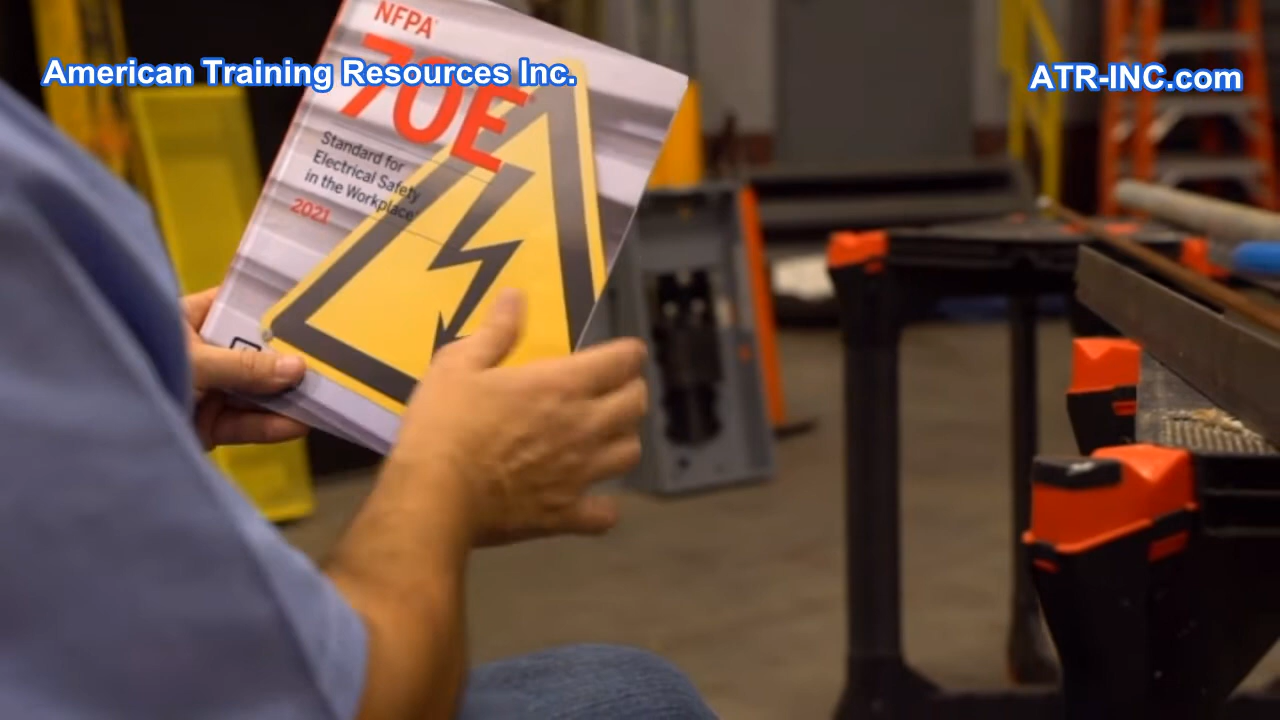 NFPA®
American Training Resources Inc.
ATR-INC.com
70E®
Standard for
Electrical Safety
in the Workplace®
2021